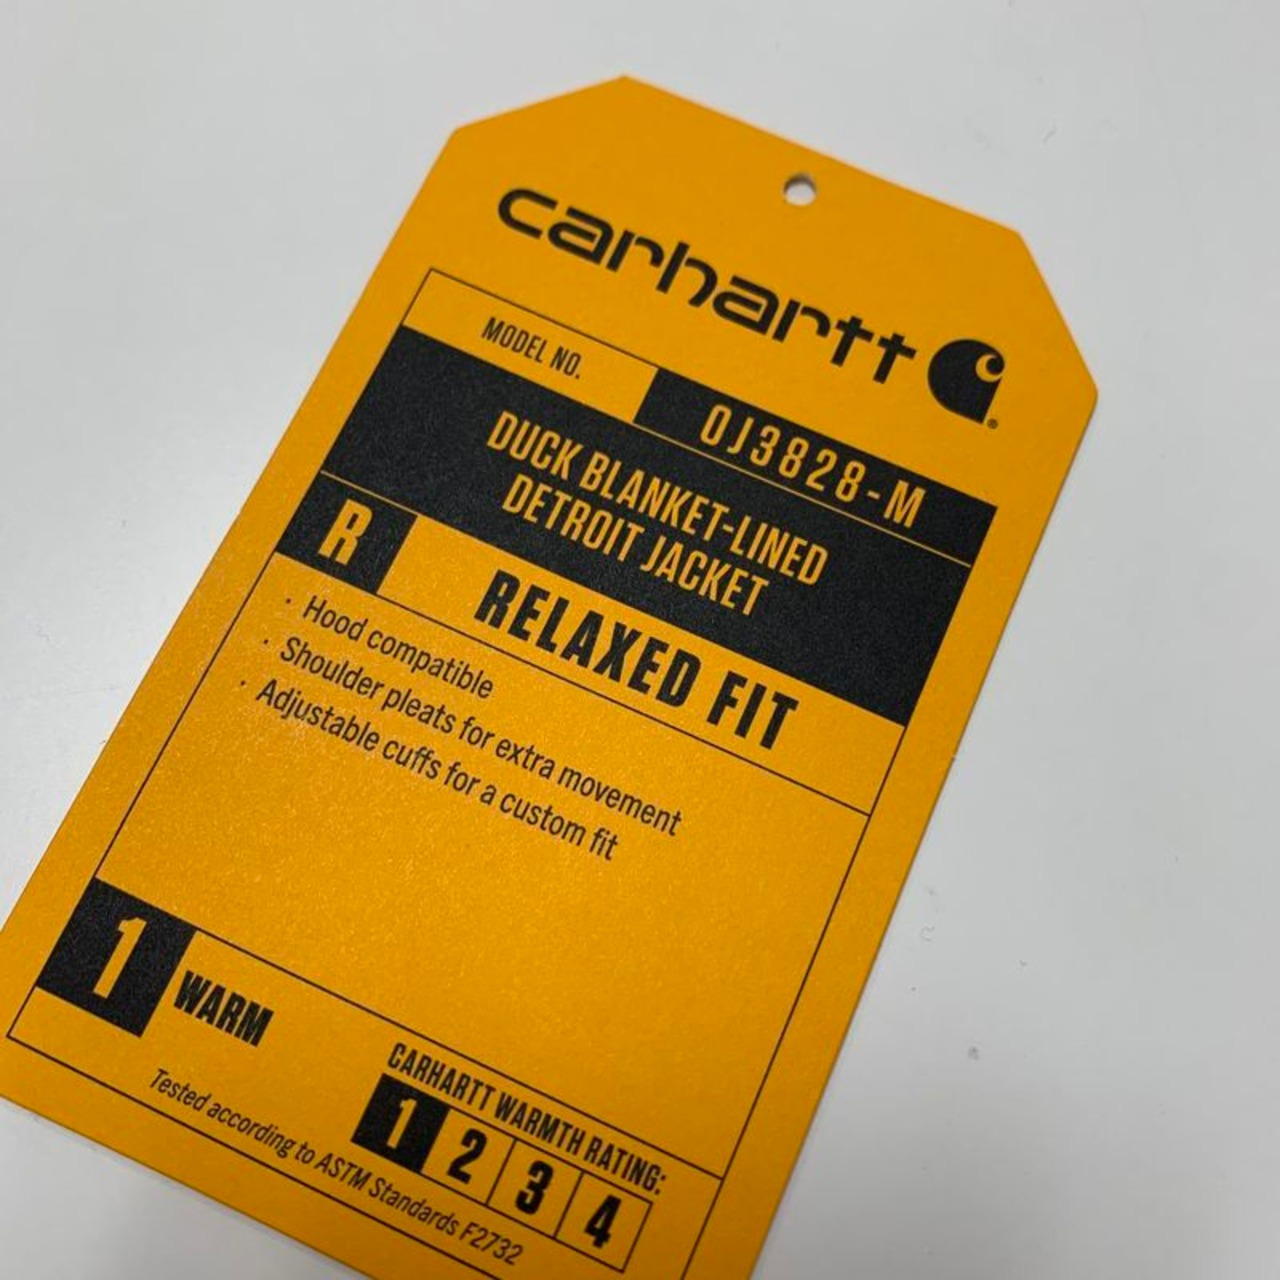 carhartt
MODEL NO.
0J3828-M
DUCK BLANKET-LINED
DETROIT JACKET
R
RELAXED FIT
· Hood compatible
· Shoulder pleats for extra movement
· Adjustable cuffs for a custom fit
1
WARM
CARHARTT WARMTH RATING:
1 2 3 4
Tested according to ASTM Standards F2732